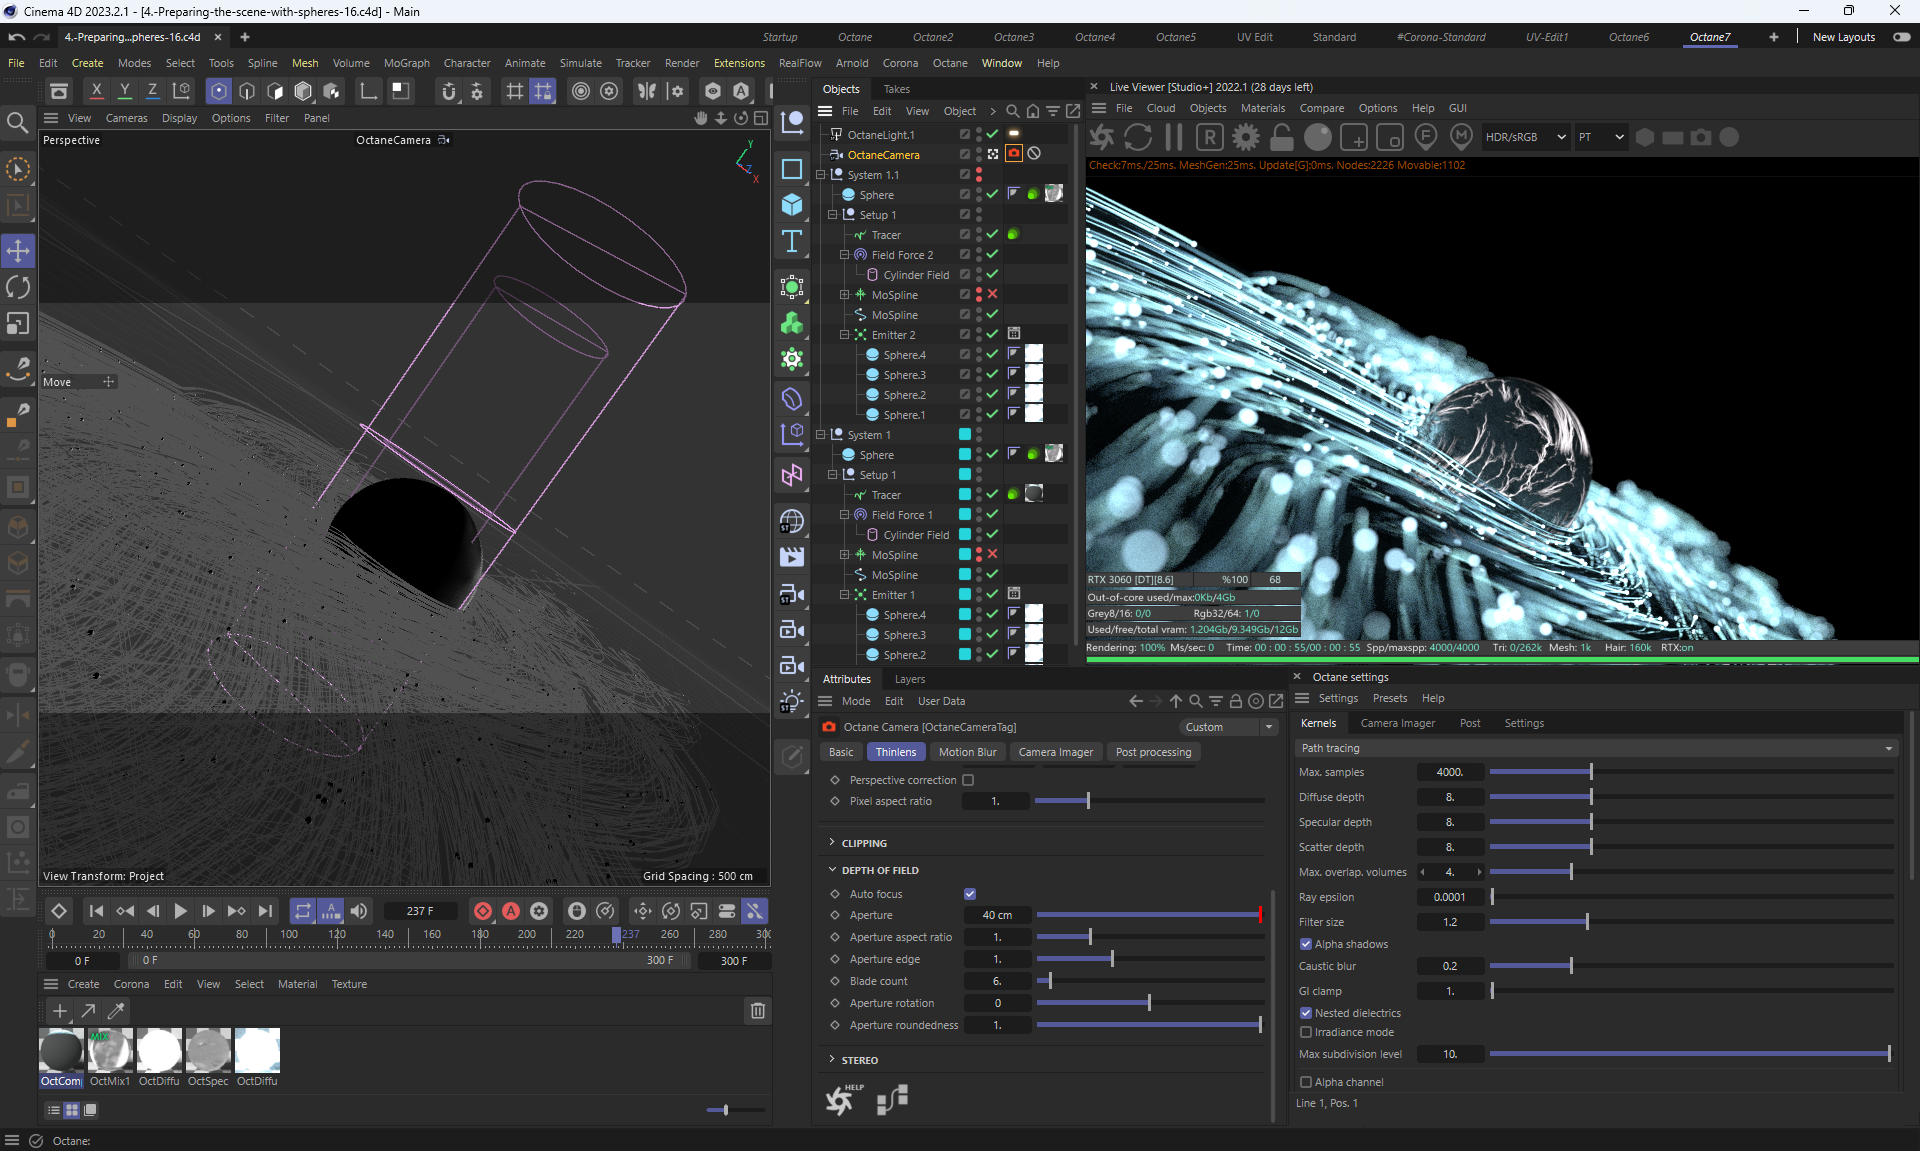 Cinema 4D 2023.2.1 - [4.-Preparing-the-scene-with-spheres-16.c4d] - Main
4.-Preparing...pheres-16.c4d
Startup Octane Octane2 Octane3 Octane4 Octane5 UV Edit Standard #Corona-Standard UV-Edit1 Octane6 Octane7 New Layouts
File Edit Create Modes Select Tools Spline Mesh Volume MoGraph Character Animate Simulate Tracker Render Extensions RealFlow Arnold Corona Octane Window Help
X Y Z
View Cameras Display Options Filter Panel
Perspective
OctaneCamera
Y
Z
X
Move
View Transform: Project
Grid Spacing : 500 cm
237 F
0 20 40 60 80 100 120 140 160 180 200 220 237 260 280 30
0 F
0 F
300 F
300 F
Create Corona Edit View Select Material Texture
MIX
OctCom OctMix1 OctDiffu OctSpec OctDiffu
Octane:
Objects Takes
File Edit View Object
OctaneLight.1
OctaneCamera
System 1.1
Sphere
Setup 1
Tracer
Field Force 2
Cylinder Field
MoSpline
MoSpline
Emitter 2
Sphere.4
Sphere.3
Sphere.2
Sphere.1
System 1
Sphere
Setup 1
Tracer
Field Force 1
Cylinder Field
MoSpline
MoSpline
Emitter 1
Sphere.4
Sphere.3
Sphere.2
ST
ST
ST
Attributes Layers
Mode Edit User Data
Octane Camera [OctaneCameraTag]
Custom
Basic Thinlens Motion Blur Camera Imager Post processing
Perspective correction
Pixel aspect ratio 1.
CLIPPING
DEPTH OF FIELD
Auto focus
Aperture 40 cm
Aperture aspect ratio 1.
Aperture edge 1.
Blade count 6.
Aperture rotation 0
Aperture roundedness 1.
STEREO
HELP
Live Viewer [Studio+] 2022.1 (28 days left)
File Cloud Objects Materials Compare Options Help GUI
R F M HDR/sRGB PT
Check:7ms./25ms. MeshGen:25ms. Update[G]:0ms. Nodes:2226 Movable:1102
RTX 3060 [DT][8.6] %100 68
Out-of-core used/max:0Kb/4Gb
Grey8/16: 0/0 Rgb32/64: 1/0
Used/free/total vram: 1.204Gb/9.349Gb/12Gb
Rendering: 100% Ms/sec: 0 Time: 00 : 00 : 55/00 : 00 : 55 Spp/maxspp: 4000/4000 Tri: 0/262k Mesh: 1k Hair: 160k RTX:on
Octane settings
Settings Presets Help
Kernels Camera Imager Post Settings
Path tracing
Max. samples 4000.
Diffuse depth 8.
Specular depth 8.
Scatter depth 8.
Max. overlap. volumes 4.
Ray epsilon 0.0001
Filter size 1.2
Alpha shadows
Caustic blur 0.2
GI clamp 1.
Nested dielectrics
Irradiance mode
Max subdivision level 10.
Alpha channel
Line 1, Pos. 1